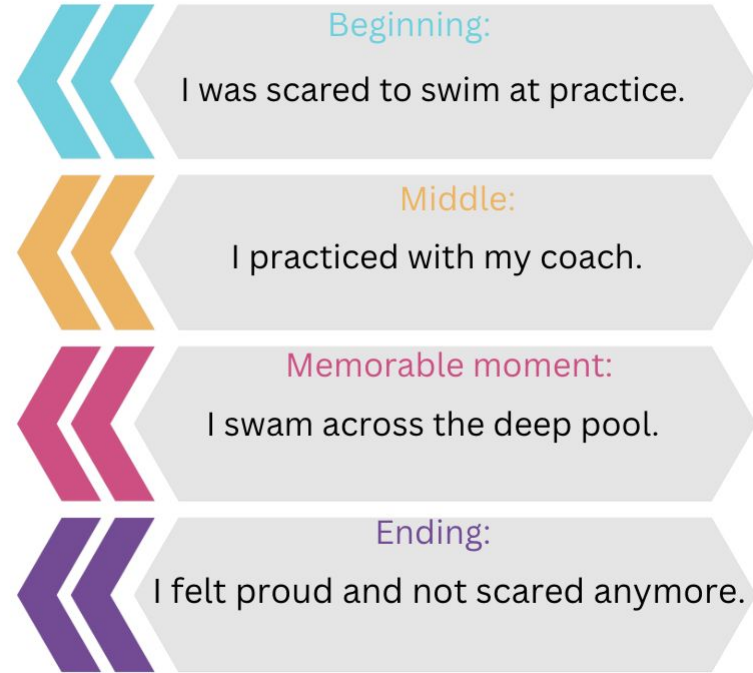 Beginning:
I was scared to swim at practice.
Middle:
I practiced with my coach.
Memorable moment:
I swam across the deep pool.
Ending:
I felt proud and not scared anymore.